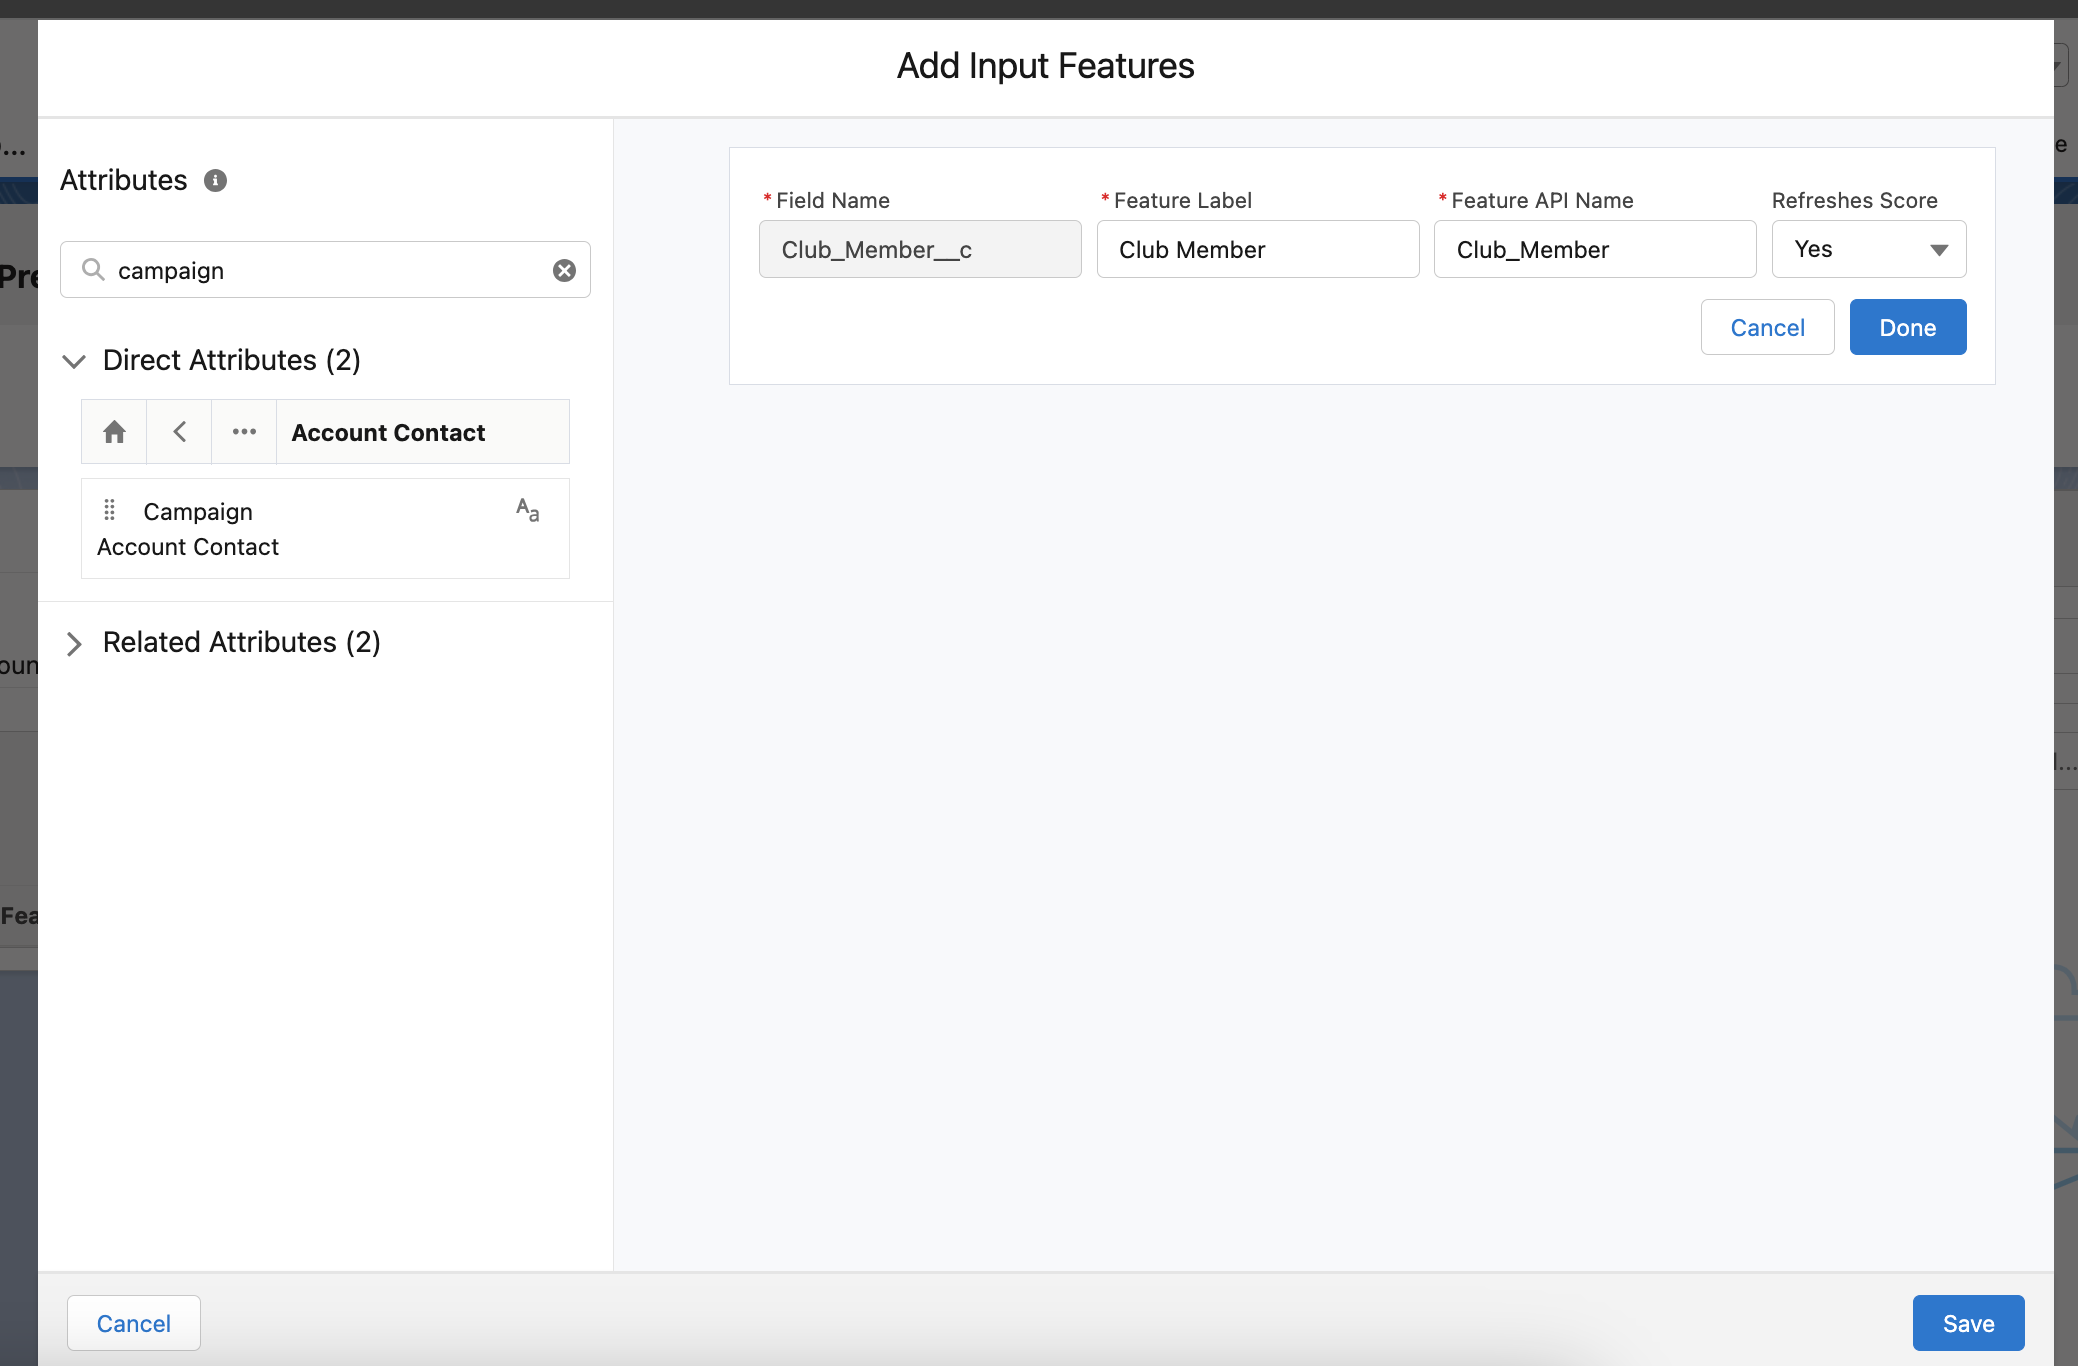 Add Input Features
Attributes
campaign
Direct Attributes (2)
Account Contact
Campaign
Account Contact
Related Attributes (2)
* Field Name
Club_Member__c
* Feature Label
Club Member
* Feature API Name
Club_Member
Refreshes Score
Yes
Cancel
Done
Cancel
Save